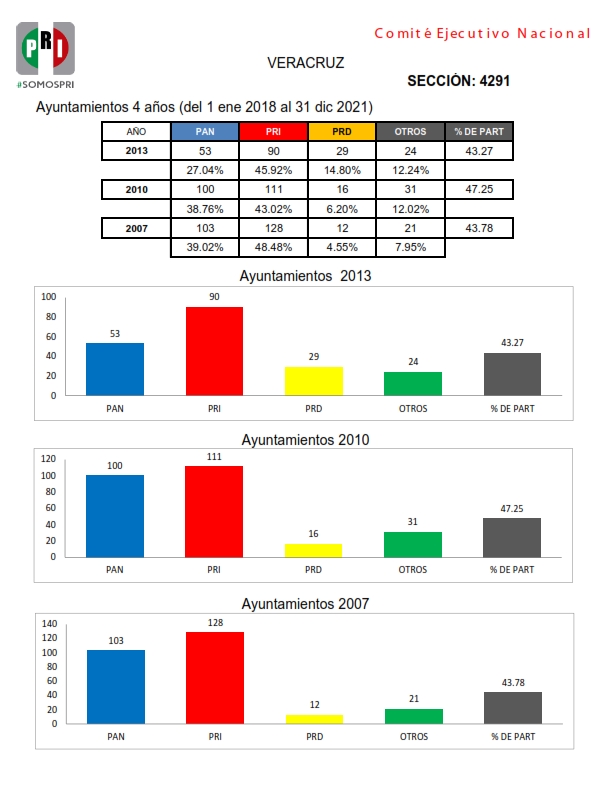 Comité Ejecutivo Nacional
PRI
#SOMOSPRI
VERACRUZ
SECCIÓN: 4291
Ayuntamientos 4 años (del 1 ene 2018 al 31 dic 2021)
AÑO PAN PRI PRD OTROS % DE PART
2013 53 90 29 24 43.27
27.04% 45.92% 14.80% 12.24%
2010 100 111 16 31 47.25
38.76% 43.02% 6.20% 12.02%
2007 103 128 12 21 43.78
39.02% 48.48% 4.55% 7.95%
Ayuntamientos 2013
100
80
60
40
20
0
53
90
29
24
43.27
PAN PRI PRD OTROS % DE PART
Ayuntamientos 2010
120
100
80
60
40
20
0
100
111
16
31
47.25
PAN PRI PRD OTROS % DE PART
Ayuntamientos 2007
140
120
100
80
60
40
20
0
103
128
12
21
43.78
PAN PRI PRD OTROS % DE PART